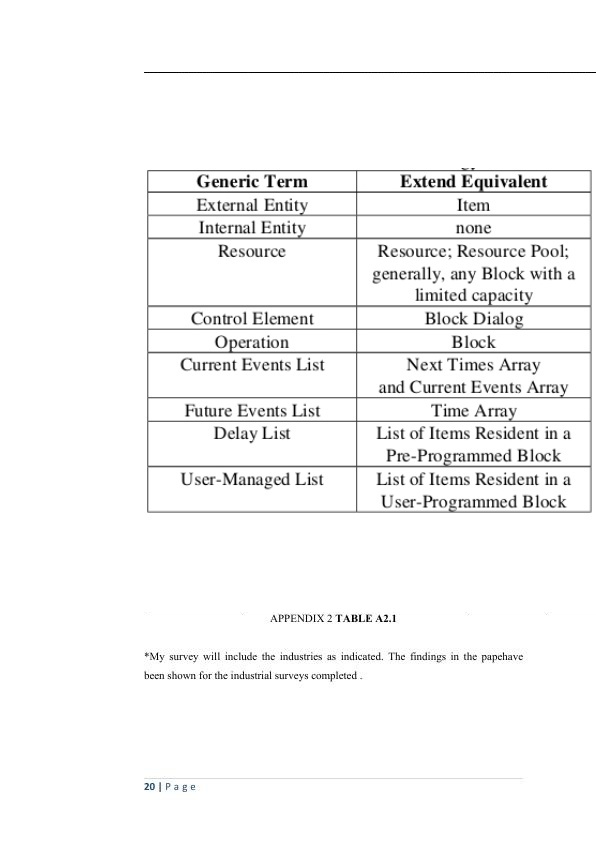 Generic Term Extend Equivalent
External Entity Item
Internal Entity none
Resource Resource; Resource Pool;
generally, any Block with a
limited capacity
Control Element Block Dialog
Operation Block
Current Events List Next Times Array
and Current Events Array
Future Events List Time Array
Delay List List of Items Resident in a
Pre-Programmed Block
User-Managed List List of Items Resident in a
User-Programmed Block
APPENDIX 2 TABLE A2.1
*My survey will include the industries as indicated. The findings in the papehave
been shown for the industrial surveys completed .
20 | P a g e